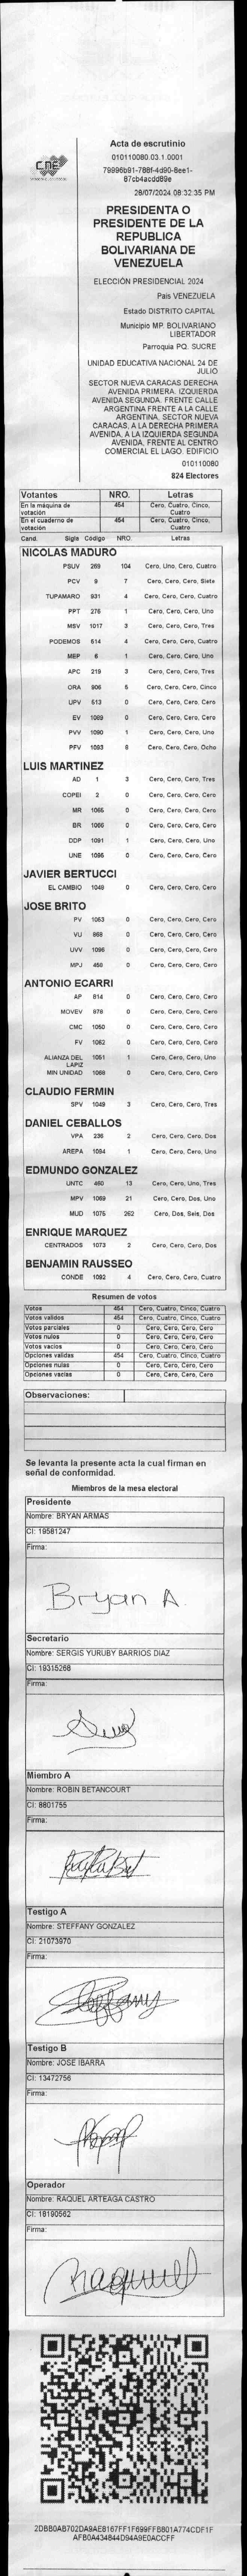 CNE
Acta de escrutinio
010110080.03.1.0001
79996b91-788f-4d90-8ee1-
87cb4acdd89e
28/07/2024 08:32:35 PM
PRESIDENTA O
PRESIDENTE DE LA
REPUBLICA
BOLIVARIANA DE
VENEZUELA
ELECCIÓN PRESIDENCIAL 2024
Pais VENEZUELA
Estado DISTRITO CAPITAL
Municipio MP. BOLIVARIANO
LIBERTADOR
Parroquia PQ. SUCRE
UNIDAD EDUCATIVA NACIONAL 24 DE
JULIO
SECTOR NUEVA CARACAS DERECHA
AVENIDA PRIMERA. IZQUIERDA
AVENIDA SEGUNDA. FRENTE CALLE
ARGENTINA FRENTE A LA CALLE
ARGENTINA. SECTOR NUEVA
CARACAS, A LA DERECHA PRIMERA
AVENIDA. A LA IZQUIERDA SEGUNDA
AVENIDA. FRENTE AL CENTRO
COMERCIAL EL LAGO. EDIFICIO
010110080
824 Electores
Votantes NRO. Letras
En la máquina de votación 454 Cero, Cuatro, Cinco, Cuatro
En el cuaderno de votación 454 Cero, Cuatro, Cinco, Cuatro
Cand. Sigla Código NRO. Letras
NICOLAS MADURO
PSUV 269 104 Cero, Uno, Cero, Cuatro
PCV 9 7 Cero, Cero, Cero, Siete
TUPAMARO 931 4 Cero, Cero, Cero, Cuatro
PPT 276 1 Cero, Cero, Cero, Uno
MSV 1017 3 Cero, Cero, Cero, Tres
PODEMOS 514 4 Cero, Cero, Cero, Cuatro
MEP 6 1 Cero, Cero, Cero, Uno
APC 219 3 Cero, Cero, Cero, Tres
ORA 906 5 Cero, Cero, Cero, Cinco
UPV 513 0 Cero, Cero, Cero, Cero
EV 1089 0 Cero, Cero, Cero, Cero
PVV 1090 1 Cero, Cero, Cero, Uno
PFV 1093 8 Cero, Cero, Cero, Ocho
LUIS MARTINEZ
AD 1 3 Cero, Cero, Cero, Tres
COPEI 2 0 Cero, Cero, Cero, Cero
MR 1065 0 Cero, Cero, Cero, Cero
BR 1066 0 Cero, Cero, Cero, Cero
DDP 1091 1 Cero, Cero, Cero, Uno
UNE 1095 0 Cero, Cero, Cero, Cero
JAVIER BERTUCCI
EL CAMBIO 1048 0 Cero, Cero, Cero, Cero
JOSE BRITO
PV 1053 0 Cero, Cero, Cero, Cero
VU 868 0 Cero, Cero, Cero, Cero
UVV 1096 0 Cero, Cero, Cero, Cero
MPJ 458 0 Cero, Cero, Cero, Cero
ANTONIO ECARRI
AP 814 0 Cero, Cero, Cero, Cero
MOVEV 878 0 Cero, Cero, Cero, Cero
CMC 1050 0 Cero, Cero, Cero, Cero
FV 1062 0 Cero, Cero, Cero, Cero
ALIANZA DEL LAPIZ 1051 1 Cero, Cero, Cero, Uno
MIN UNIDAD 1068 0 Cero, Cero, Cero, Cero
CLAUDIO FERMIN
SPV 1049 3 Cero, Cero, Cero, Tres
DANIEL CEBALLOS
VPA 236 2 Cero, Cero, Cero, Dos
AREPA 1094 1 Cero, Cero, Cero, Uno
EDMUNDO GONZALEZ
UNTC 460 13 Cero, Cero, Uno, Tres
MPV 1069 21 Cero, Cero, Dos, Uno
MUD 1075 262 Cero, Dos, Seis, Dos
ENRIQUE MARQUEZ
CENTRADOS 1073 2 Cero, Cero, Cero, Dos
BENJAMIN RAUSSEO
CONDE 1092 4 Cero, Cero, Cero, Cuatro
Resumen de votos
Votos 454 Cero, Cuatro, Cinco, Cuatro
Votos validos 454 Cero, Cuatro, Cinco, Cuatro
Votos parciales 0 Cero, Cero, Cero, Cero
Votos nulos 0 Cero, Cero, Cero, Cero
Votos vacios 0 Cero, Cero, Cero, Cero
Opciones validas 454 Cero, Cuatro, Cinco, Cuatro
Opciones nulas 0 Cero, Cero, Cero, Cero
Opciones vacias 0 Cero, Cero, Cero, Cero
Observaciones:
Se levanta la presente acta la cual firman en
señal de conformidad.
Miembros de la mesa electoral
Presidente
Nombre: BRYAN ARMAS
CI: 19581247
Firma:
Bryan A.
Secretario
Nombre: SERGIS YURUBY BARRIOS DIAZ
CI: 19315268
Firma:
Miembro A
Nombre: ROBIN BETANCOURT
CI: 8801755
Firma:
Testigo A
Nombre: STEFFANY GONZALEZ
CI: 21073970
Firma:
Steffany
Testigo B
Nombre: JOSE IBARRA
CI: 13472756
Firma:
Operador
Nombre: RAQUEL ARTEAGA CASTRO
CI: 18190562
Firma:
Raquel
2DBB0AB702DA9AE8167FF1F699FFB801A774CDF1F
AFB0A434844D94A9E0ACCFF